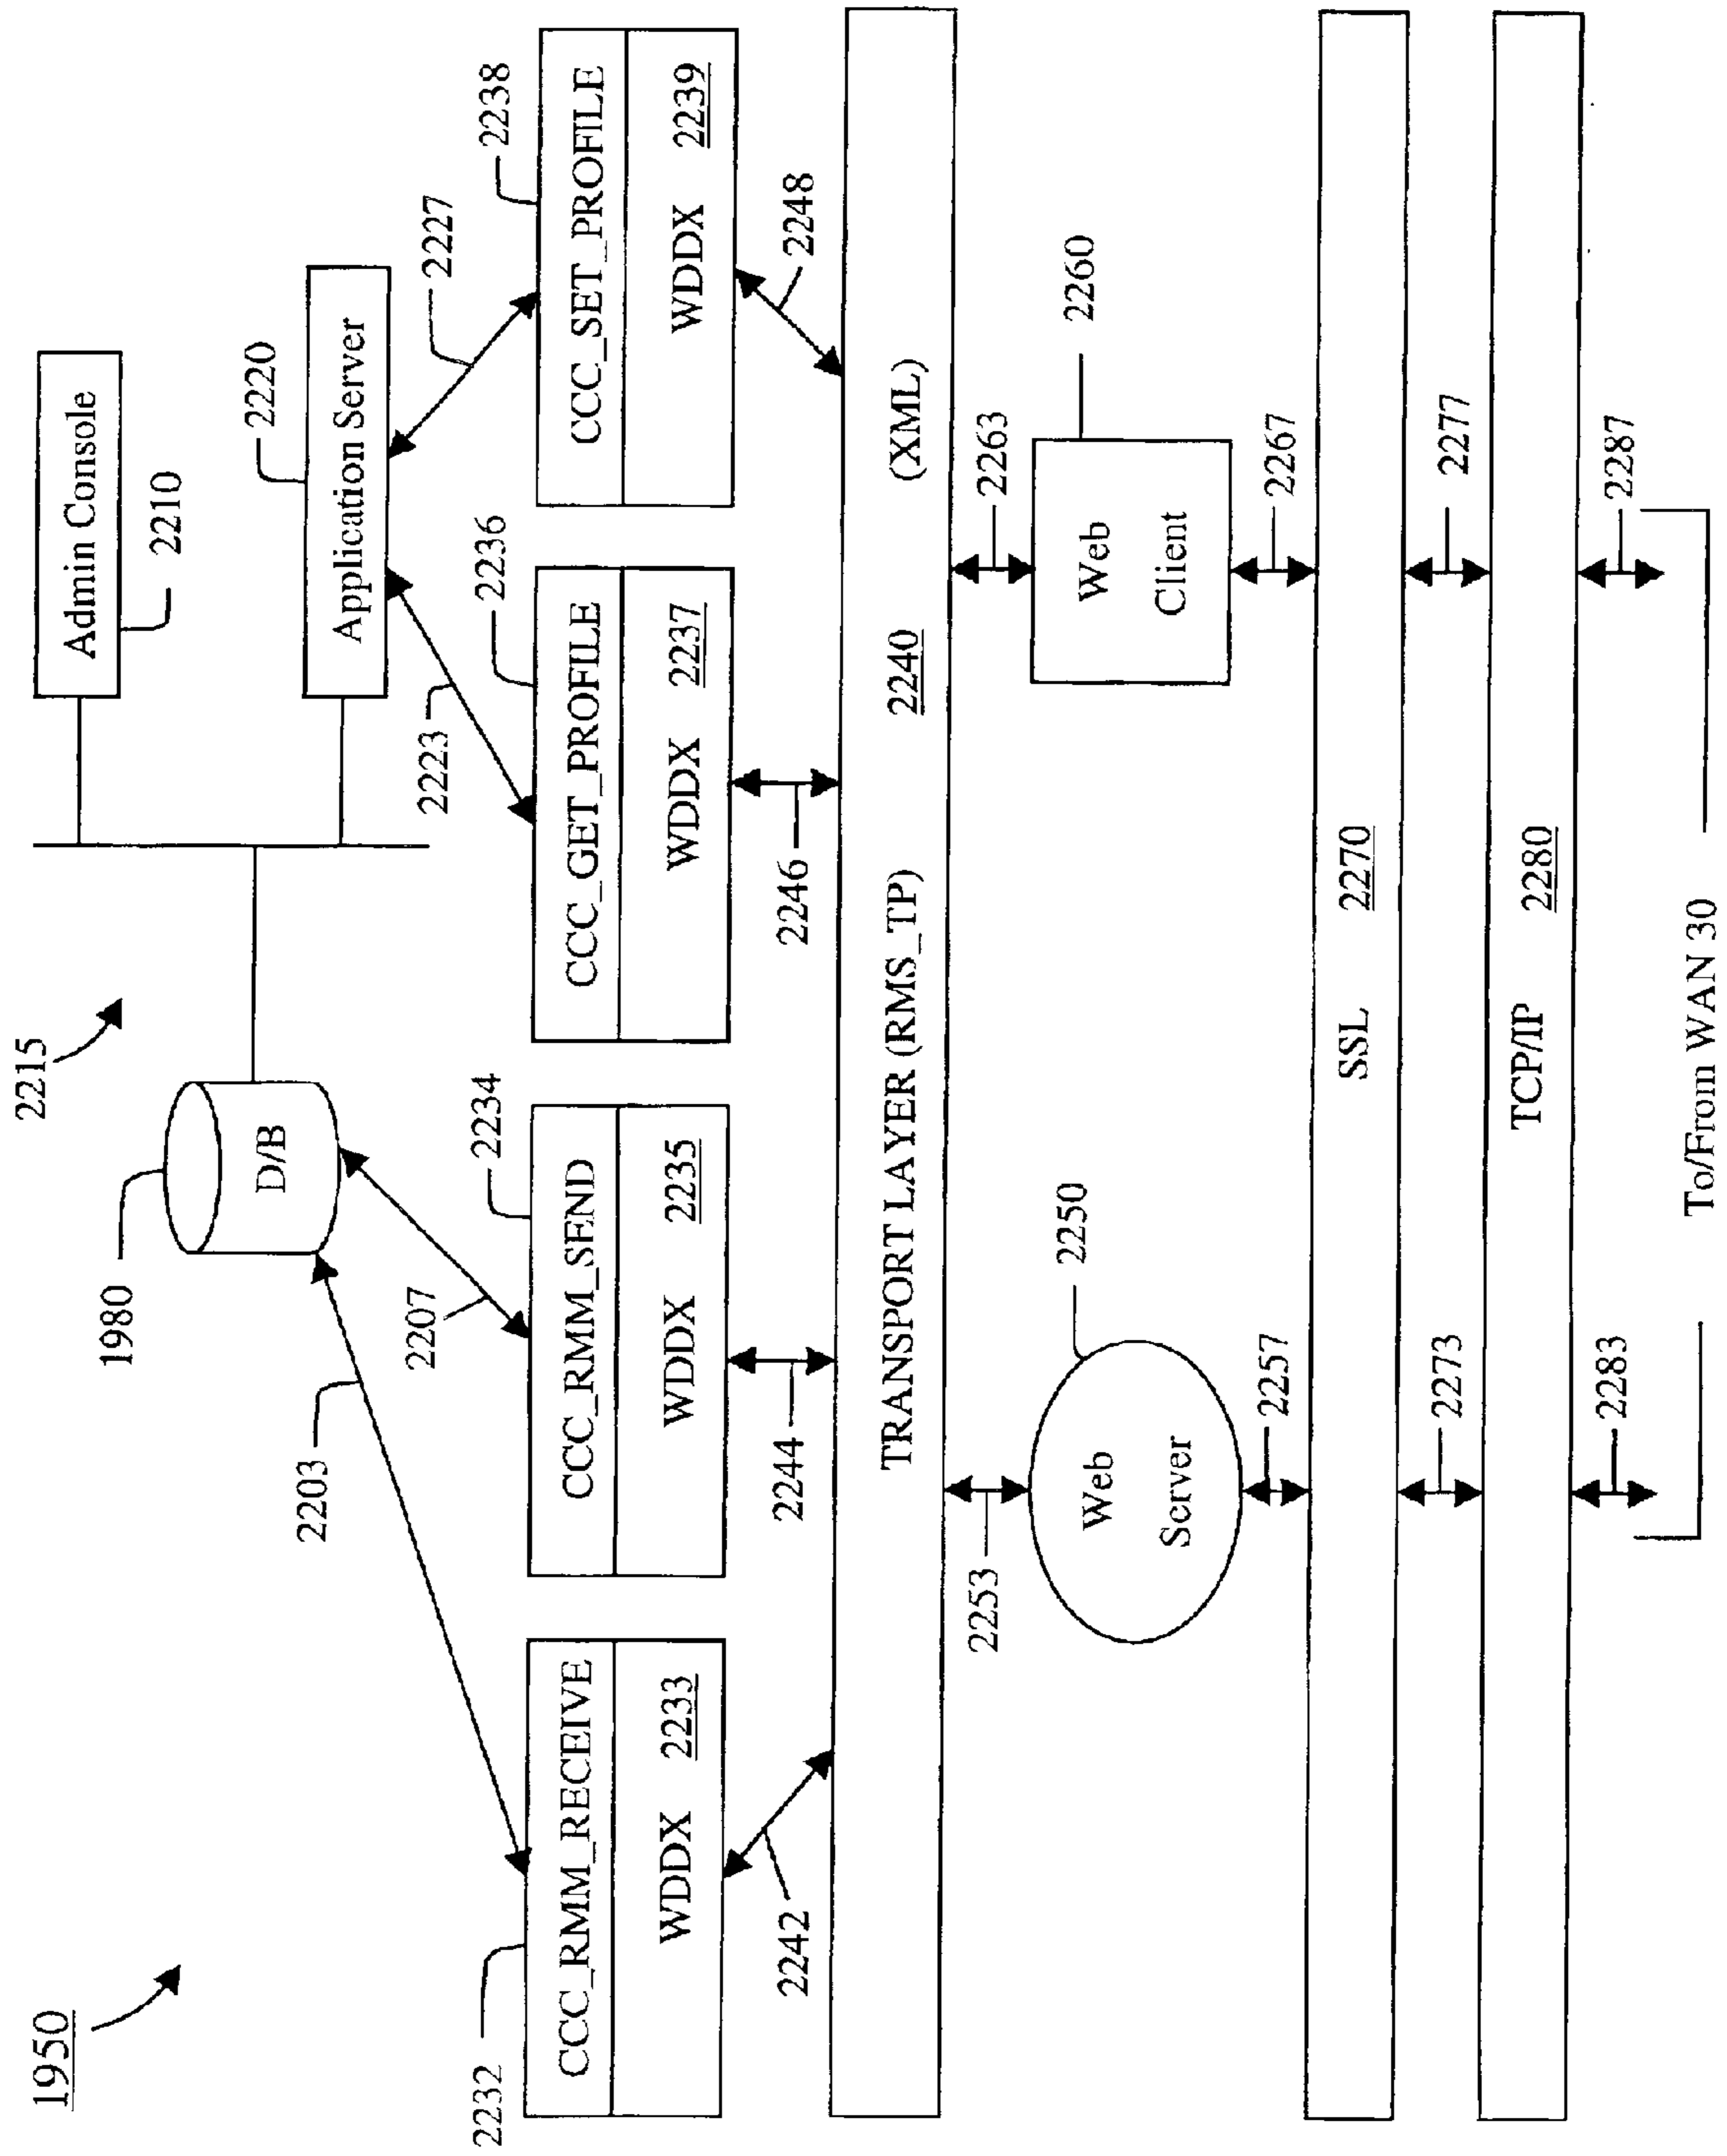 1950
2215
Admin Console
2210
1980
D/B
2220
Application Server
2203
2207
2223
2227
2232
2234
2236
2238
CCC_RMM_RECEIVE
WDDX 2233
CCC_RMM_SEND
WDDX 2235
CCC_GET_PROFILE
WDDX 2237
CCC_SET_PROFILE
WDDX 2239
2242
2244
2246
2248
TRANSPORT LAYER (RMS_TP) 2240 (XML)
2253
2263
2250
Web
Server
2260
Web
Client
2257
2267
SSL 2270
2273
2277
TCP/IP 2280
2283
2287
To/From WAN 30